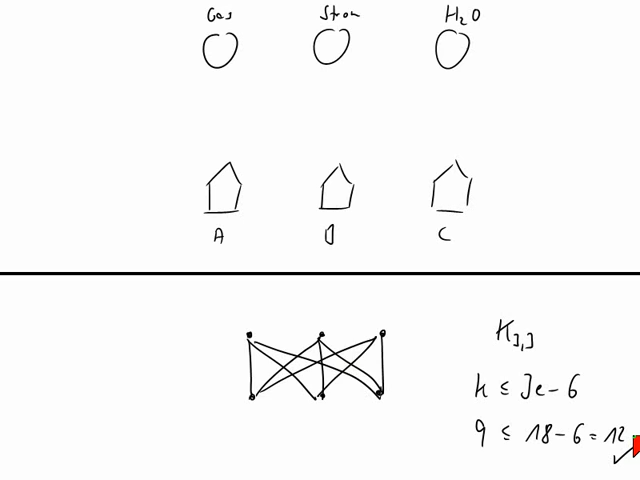 Gas Strom H₂O
A B C
K₃,₃
k ≤ 3e - 6
9 ≤ 18 - 6 = 12 ✓